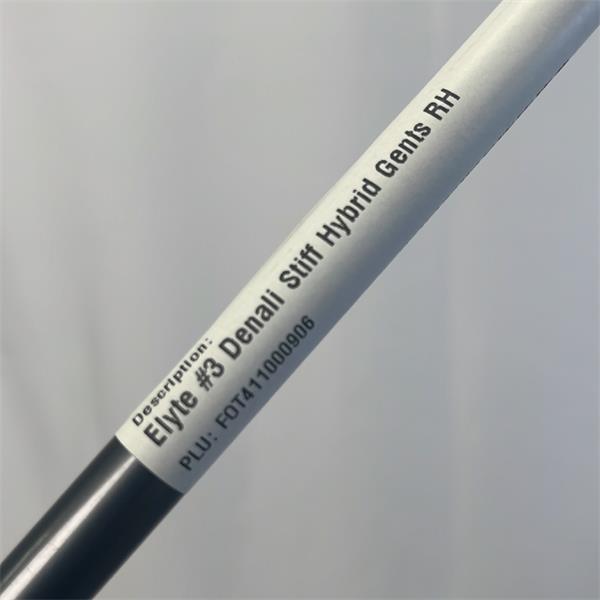 Description:
Elyte #3 Denali Stiff Hybrid Gents RH
PLU: FOT411000906